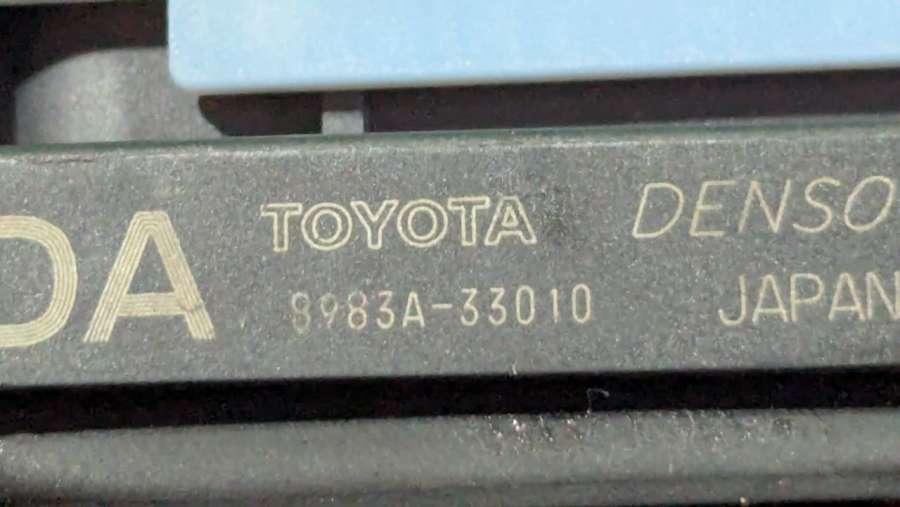 DA TOYOTA DENSO
8983A-33010 JAPAN